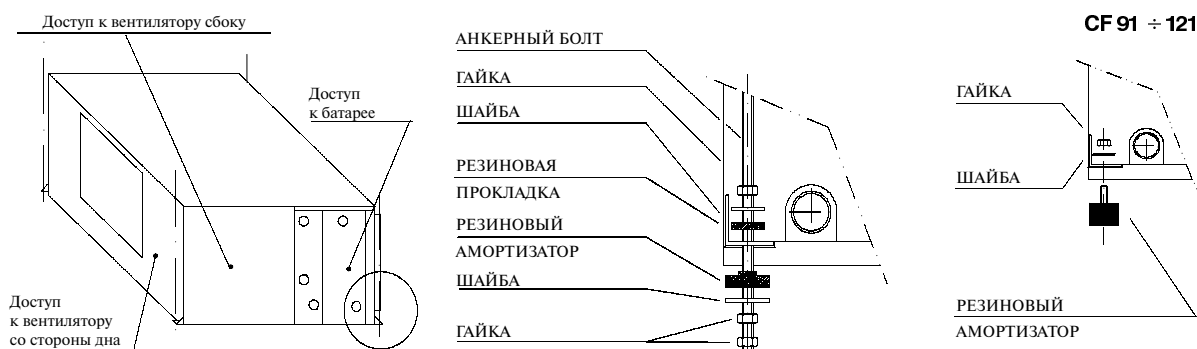 Доступ к вентилятору сбоку
Доступ
к батарее
Доступ
к вентилятору
со стороны дна
АНКЕРНЫЙ БОЛТ
ГАЙКА
ШАЙБА
РЕЗИНОВАЯ
ПРОКЛАДКА
РЕЗИНОВЫЙ
АМОРТИЗАТОР
ШАЙБА
ГАЙКА
CF 91 ÷ 121
ГАЙКА
ШАЙБА
РЕЗИНОВЫЙ
АМОРТИЗАТОР